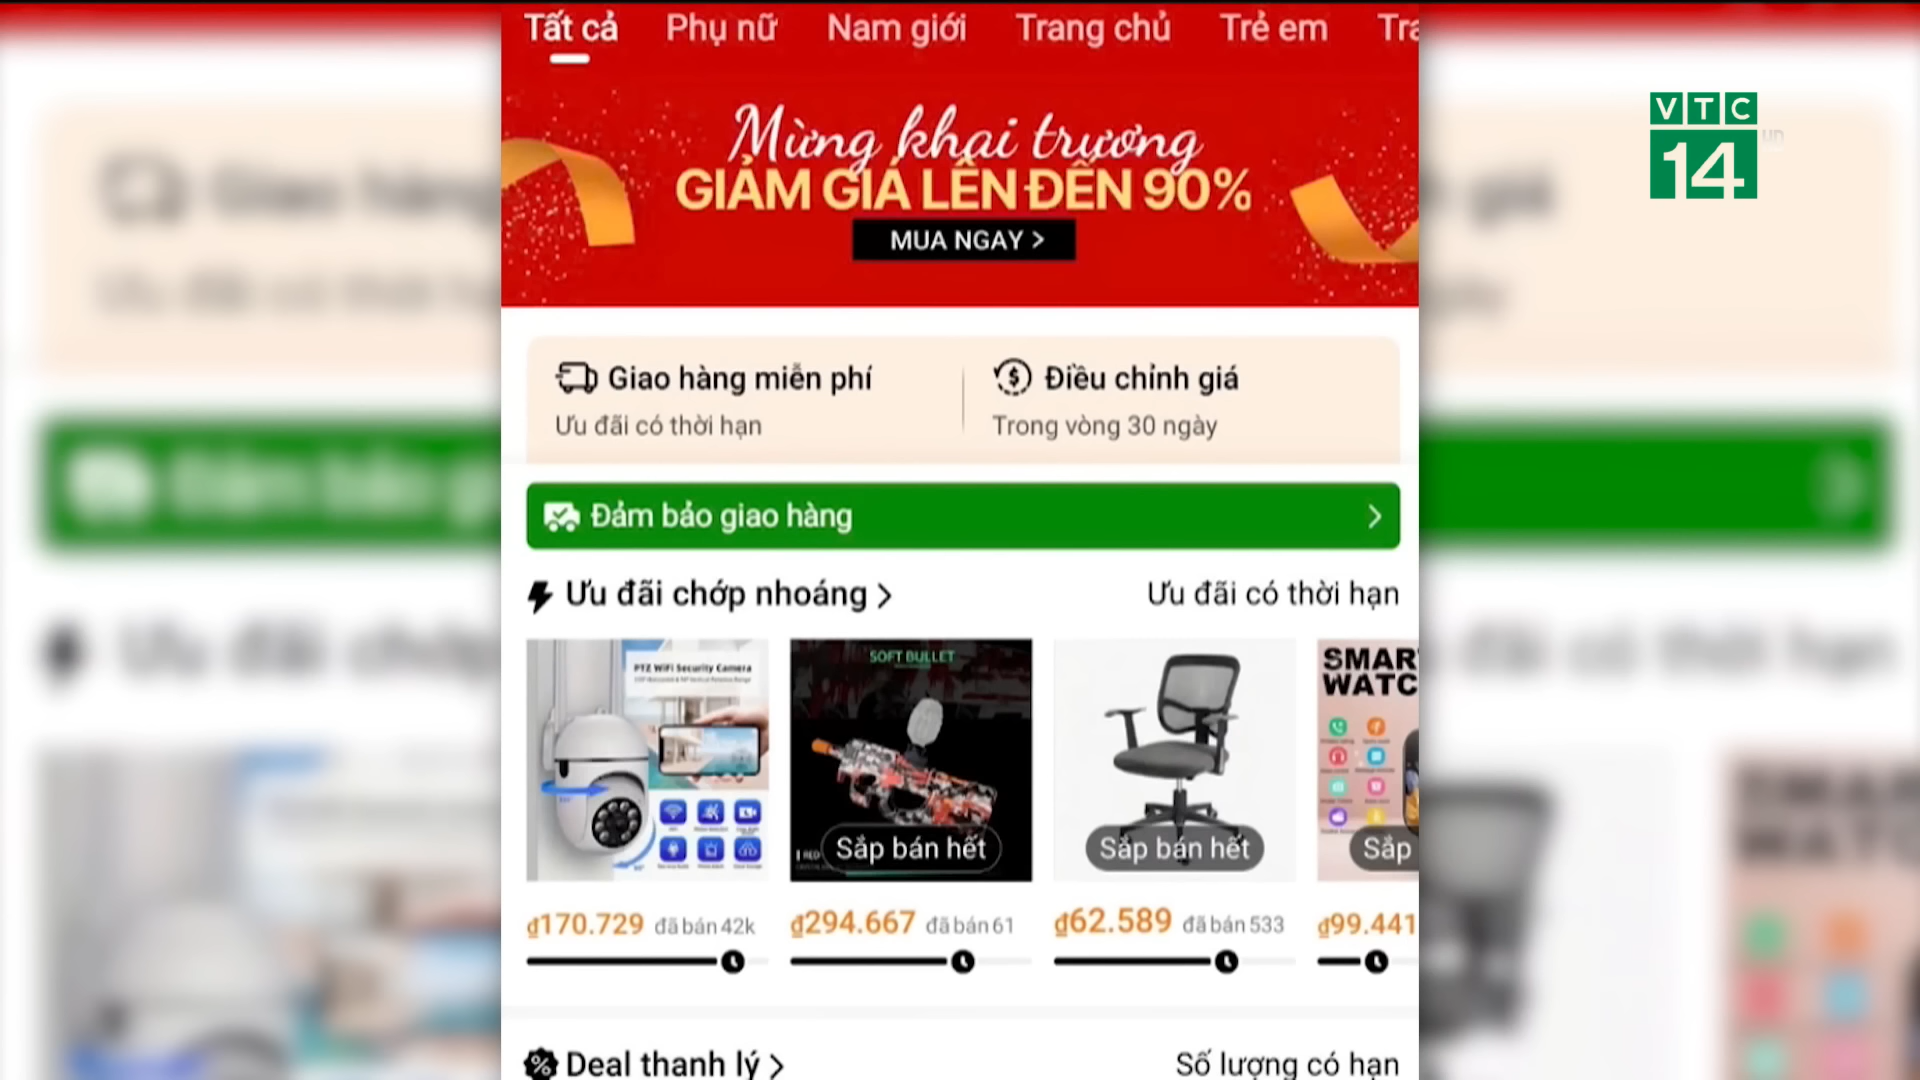 Tất cả Phụ nữ Nam giới Trang chủ Trẻ em
VTC
14
Mừng khai trương
GIẢM GIÁ LÊN ĐẾN 90%
MUA NGAY >
Giao hàng miễn phí
Ưu đãi có thời hạn
Điều chỉnh giá
Trong vòng 30 ngày
Đảm bảo giao hàng
Ưu đãi chớp nhoáng >
Ưu đãi có thời hạn
PTZ WiFi Security Camera
SOFT BULLET
RED
Sắp bán hết
Sắp bán hết
SMAR
WATC
Sắp
₫170.729 đã bán 42k
₫294.667 đã bán 61
₫62.589 đã bán 533
₫99.441
Deal thanh lý >
Số lượng có hạn